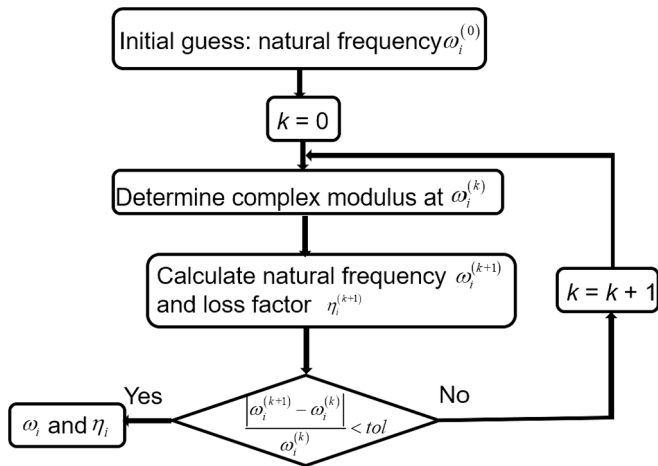 Initial guess: natural frequency ω_i^(0)
k = 0
Determine complex modulus at ω_i^(k)
Calculate natural frequency ω_i^(k+1)
and loss factor η_i^(k+1)
k = k + 1
Yes
No
|ω_i^(k+1) − ω_i^(k)|
ω_i^(k)
< tol
ω_i and η_i